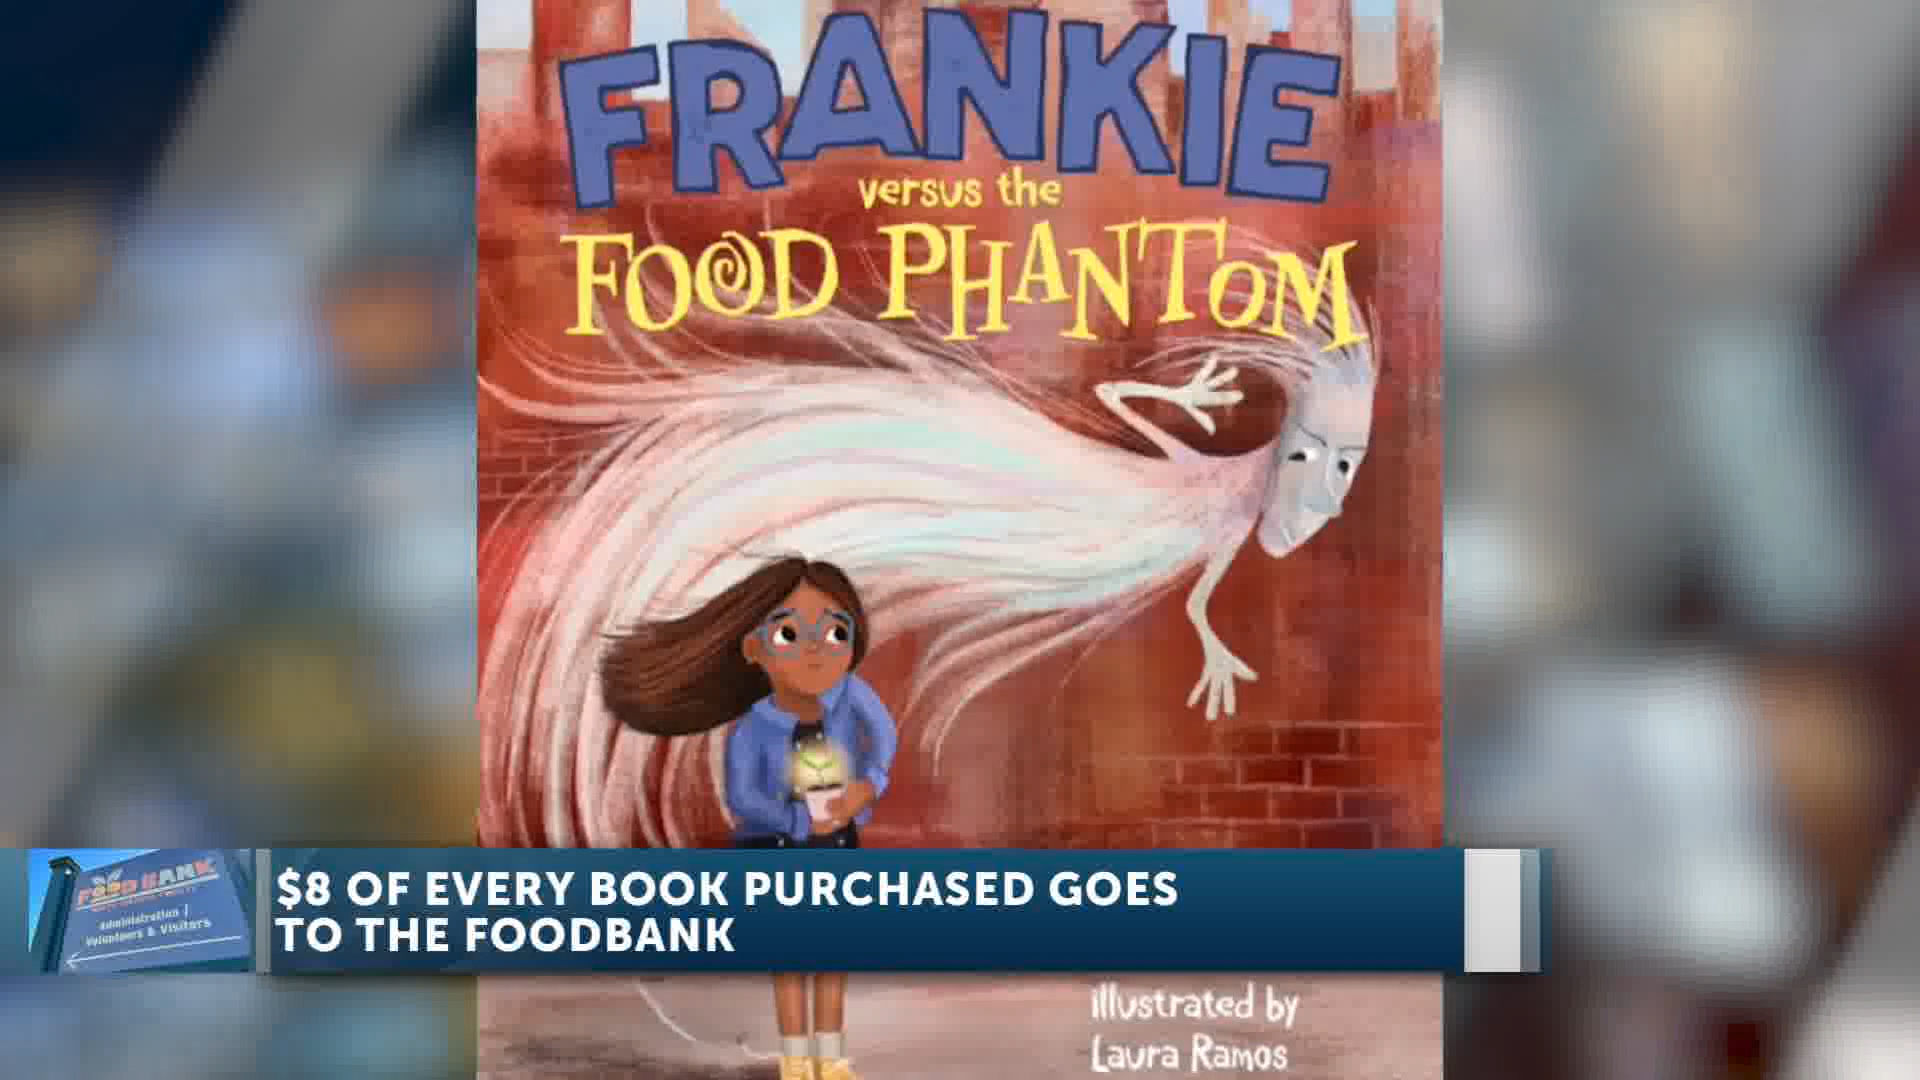 FRANKIE
versus the
FOOD PHANTOM
FOOD BANK
Administration |
Volunteers & Visitors
$8 OF EVERY BOOK PURCHASED GOES
TO THE FOODBANK
illustrated by
Laura Ramos